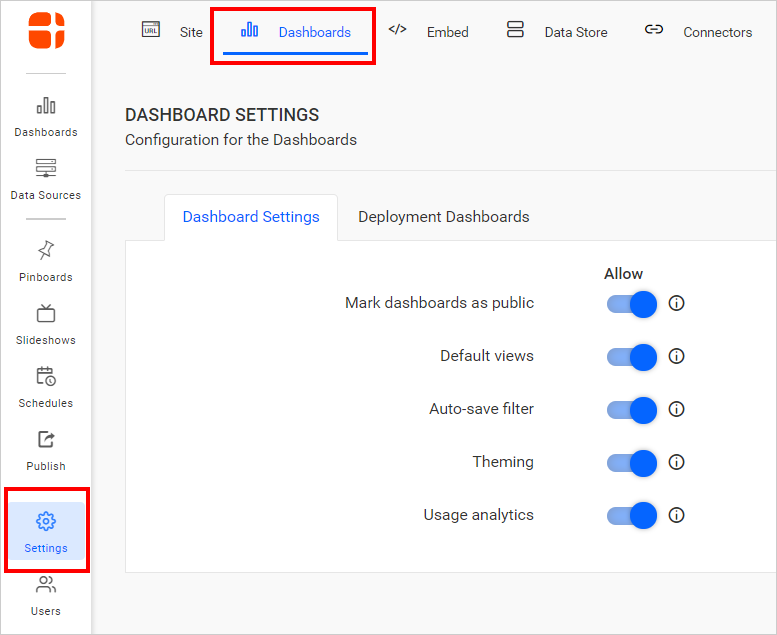 URL
Site
Dashboards
</>
Embed
Data Store
Connectors
Dashboards
Data Sources
Pinboards
Slideshows
Schedules
Publish
Settings
Users
DASHBOARD SETTINGS
Configuration for the Dashboards
Dashboard Settings
Deployment Dashboards
Allow
Mark dashboards as public
Default views
Auto-save filter
Theming
Usage analytics